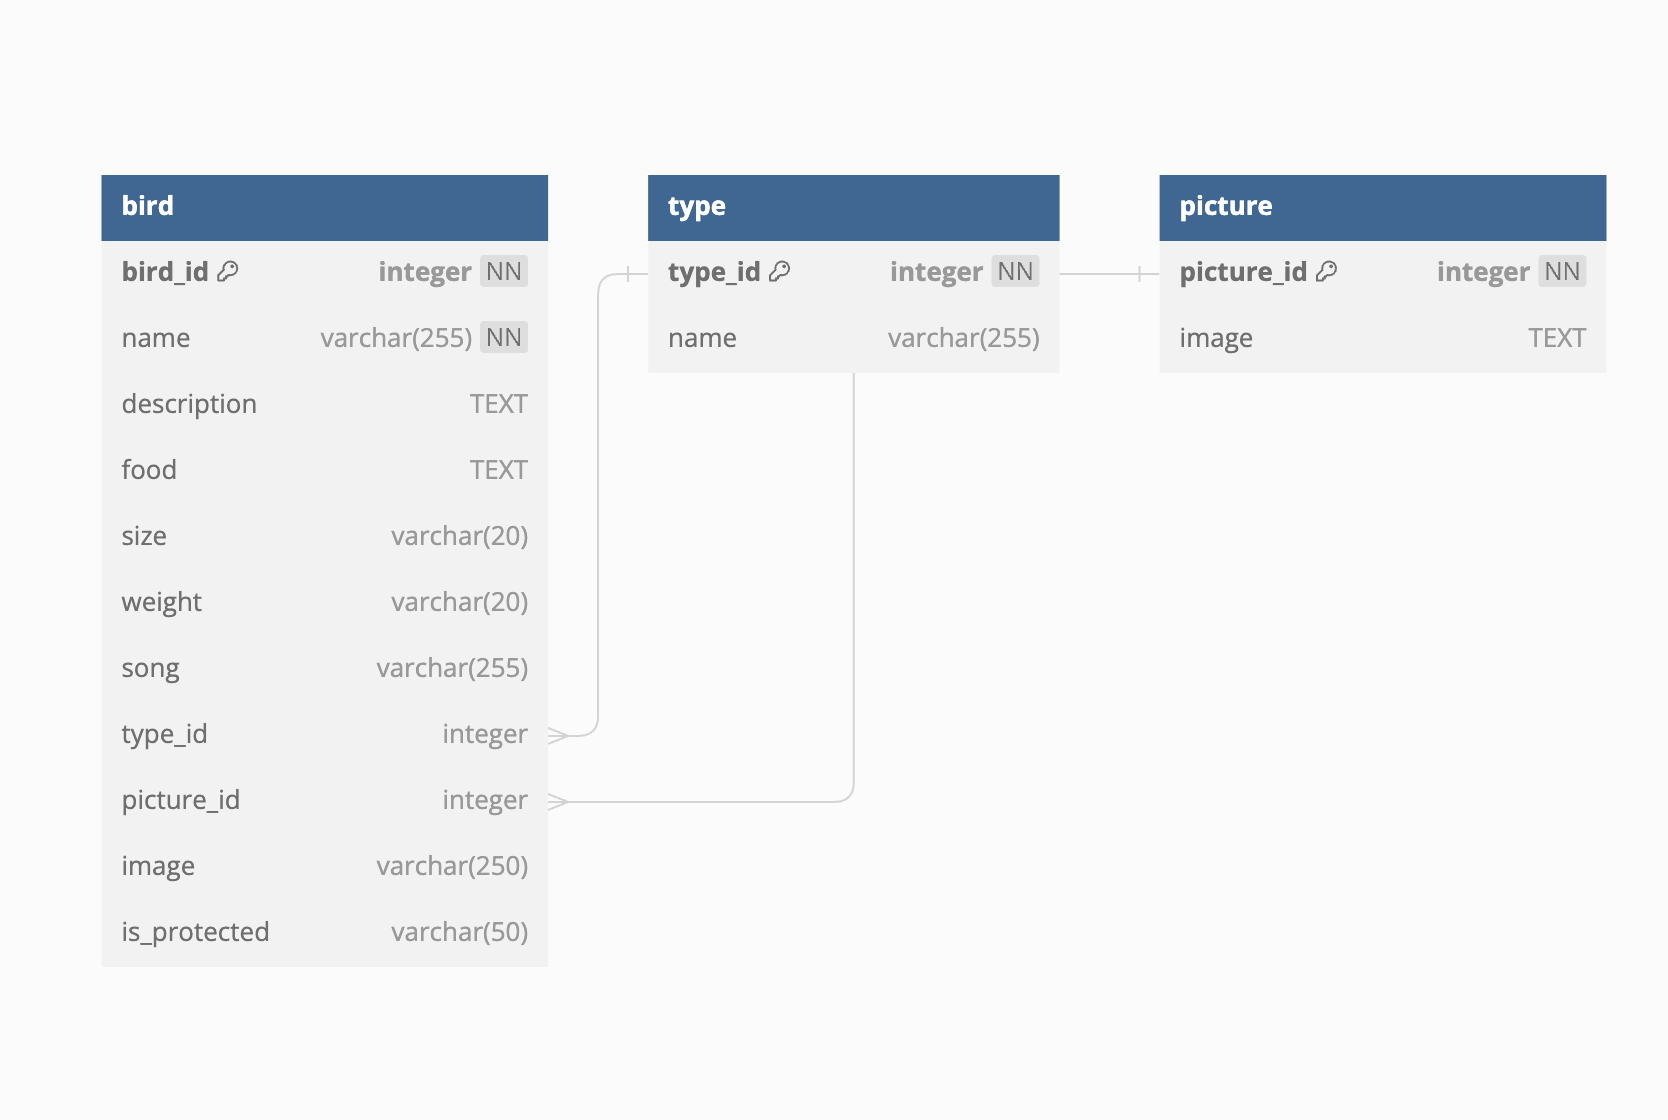 bird
bird_id integer NN
name varchar(255) NN
description TEXT
food TEXT
size varchar(20)
weight varchar(20)
song varchar(255)
type_id integer
picture_id integer
image varchar(250)
is_protected varchar(50)
type
type_id integer NN
name varchar(255)
picture
picture_id integer NN
image TEXT